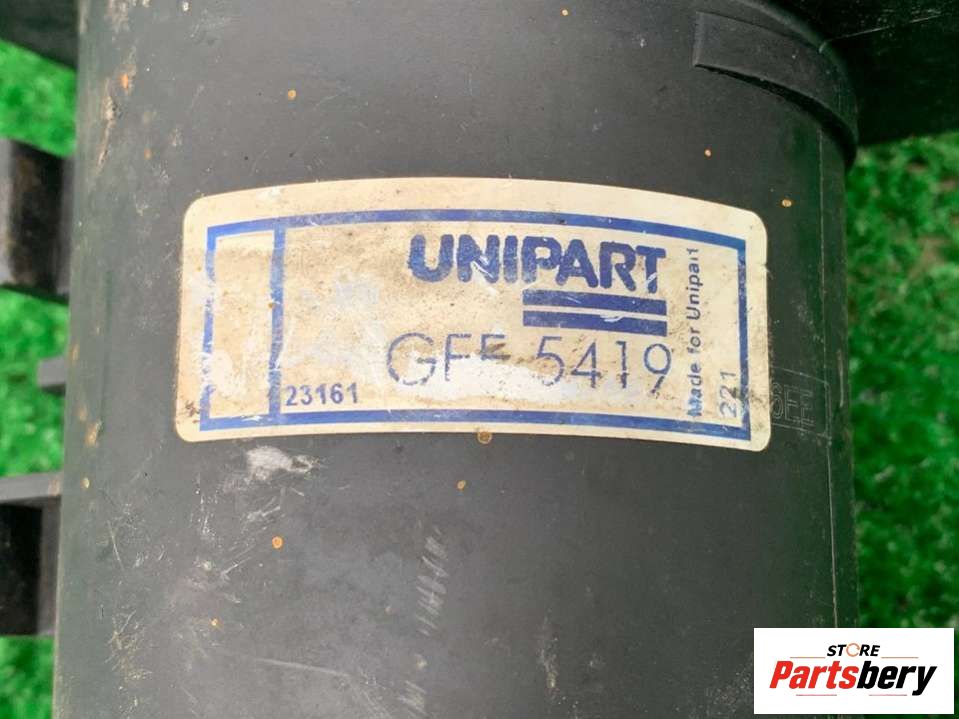 UNIPART
GFE 5419
23161
Made for Unipart
221
STORE
Partsbery